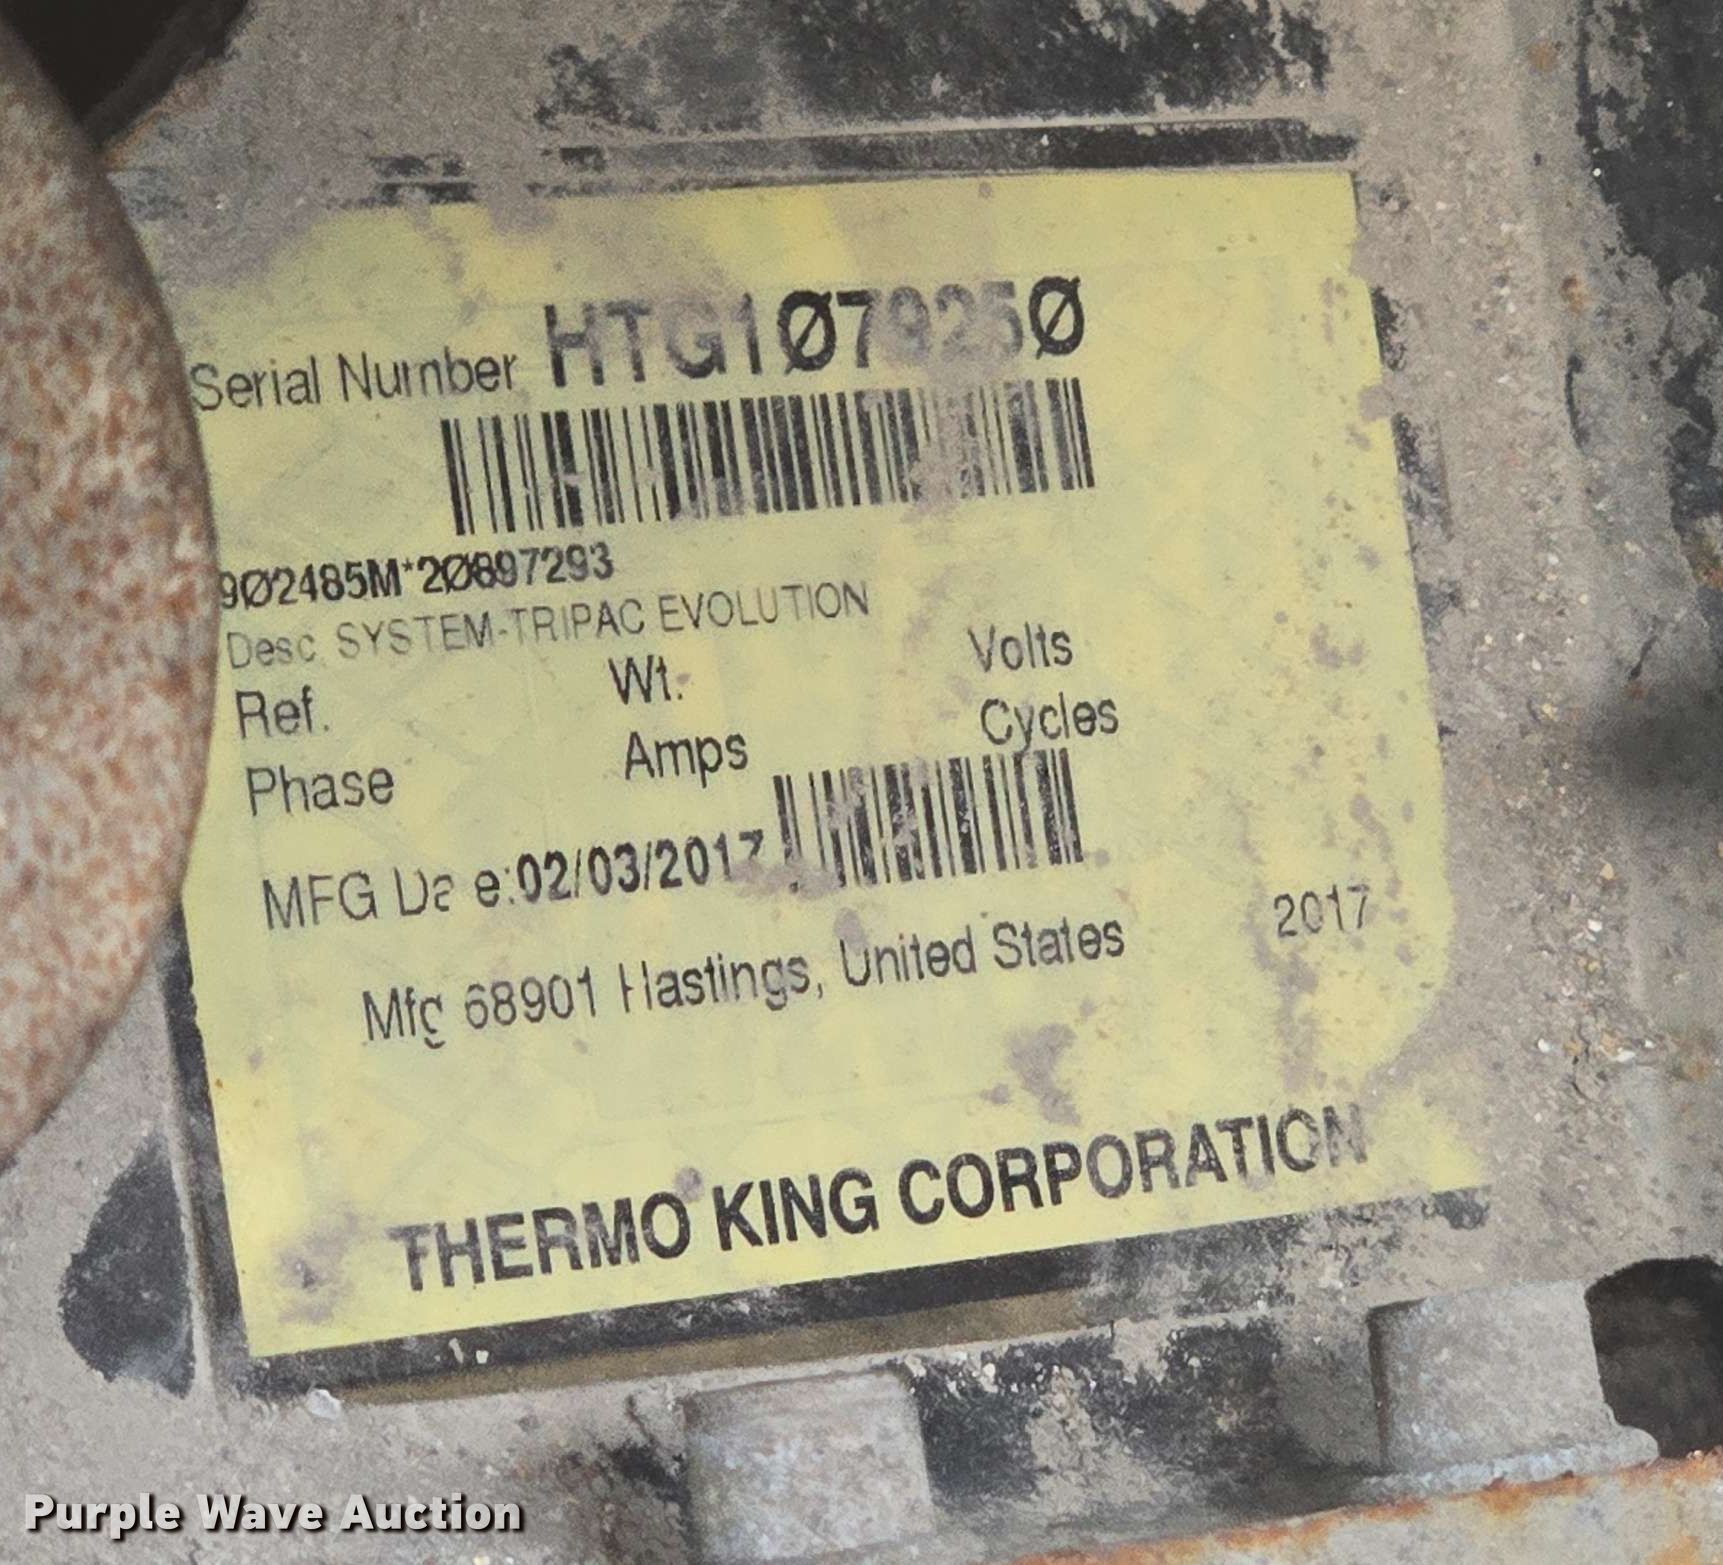 Serial Number HTG1Ø7925Ø
9Ø2485M*2Ø897293
Desc SYSTEM-TRIPAC EVOLUTION
Ref. Wt. Volts
Phase Amps Cycles
MFG Da e:02/03/2017
Mfg 68901 Hastings, United States 2017
THERMO KING CORPORATION
Purple Wave Auction